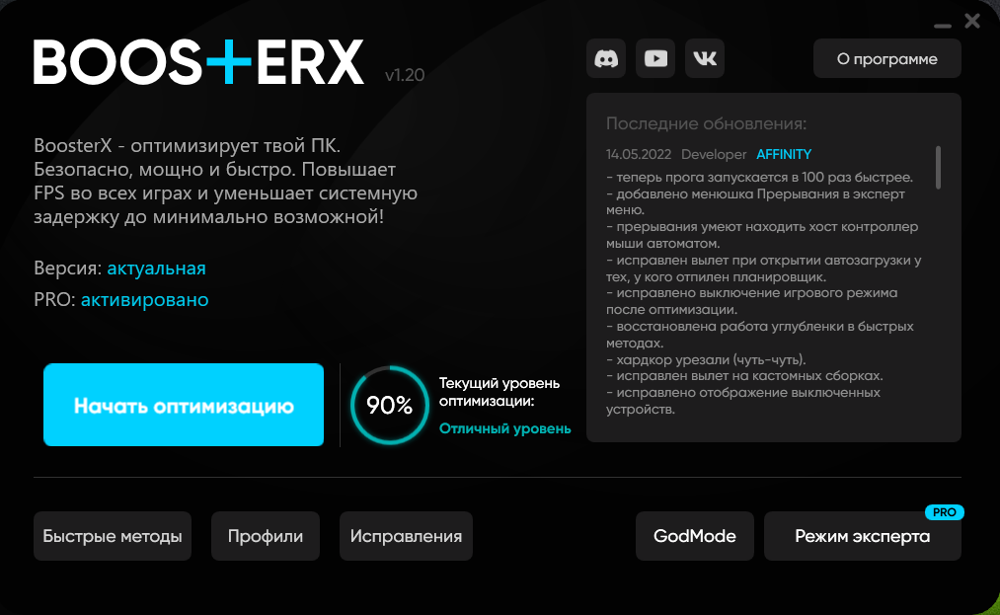 BOOSTERX v1.20
О программе
BoosterX - оптимизирует твой ПК.
Безопасно, мощно и быстро. Повышает
FPS во всех играх и уменьшает системную
задержку до минимально возможной!
Версия: актуальная
PRO: активировано
Последние обновления:
14.05.2022 Developer AFFINITY
- теперь прога запускается в 100 раз быстрее.
- добавлено менюшка Прерывания в эксперт
меню.
- прерывания умеют находить хост контроллер
мыши автоматом.
- исправлен вылет при открытии автозагрузки у
тех, у кого отпилен планировщик.
- исправлено выключение игрового режима
после оптимизации.
- восстановлена работа углубленки в быстрых
методах.
- хардкор урезали (чуть-чуть).
- исправлен вылет на кастомных сборках.
- исправлено отображение выключенных
устройств.
Начать оптимизацию
90%
Текущий уровень
оптимизации:
Отличный уровень
Быстрые методы
Профили
Исправления
GodMode
PRO
Режим эксперта